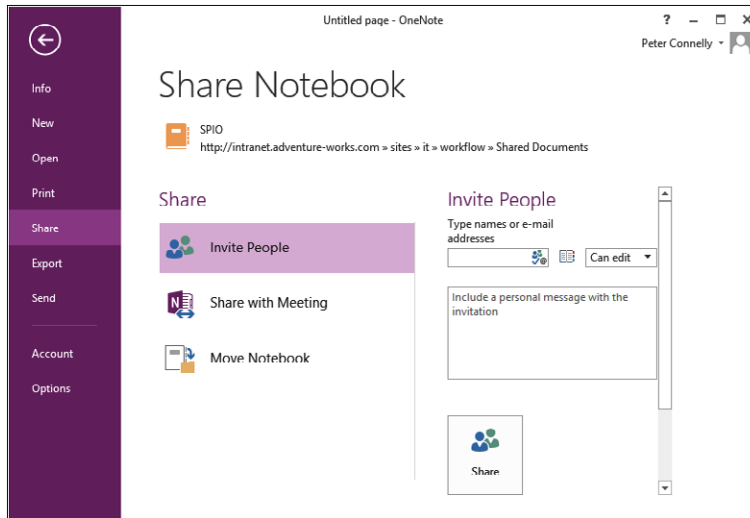 Untitled page - OneNote
?
Peter Connelly
Info
New
Open
Print
Share
Export
Send
Account
Options
Share Notebook
SPIO
http://intranet.adventure-works.com » sites » it » workflow » Shared Documents
Share
Invite People
Share with Meeting
Move Notebook
Invite People
Type names or e-mail
addresses
Can edit
Include a personal message with the
invitation
Share